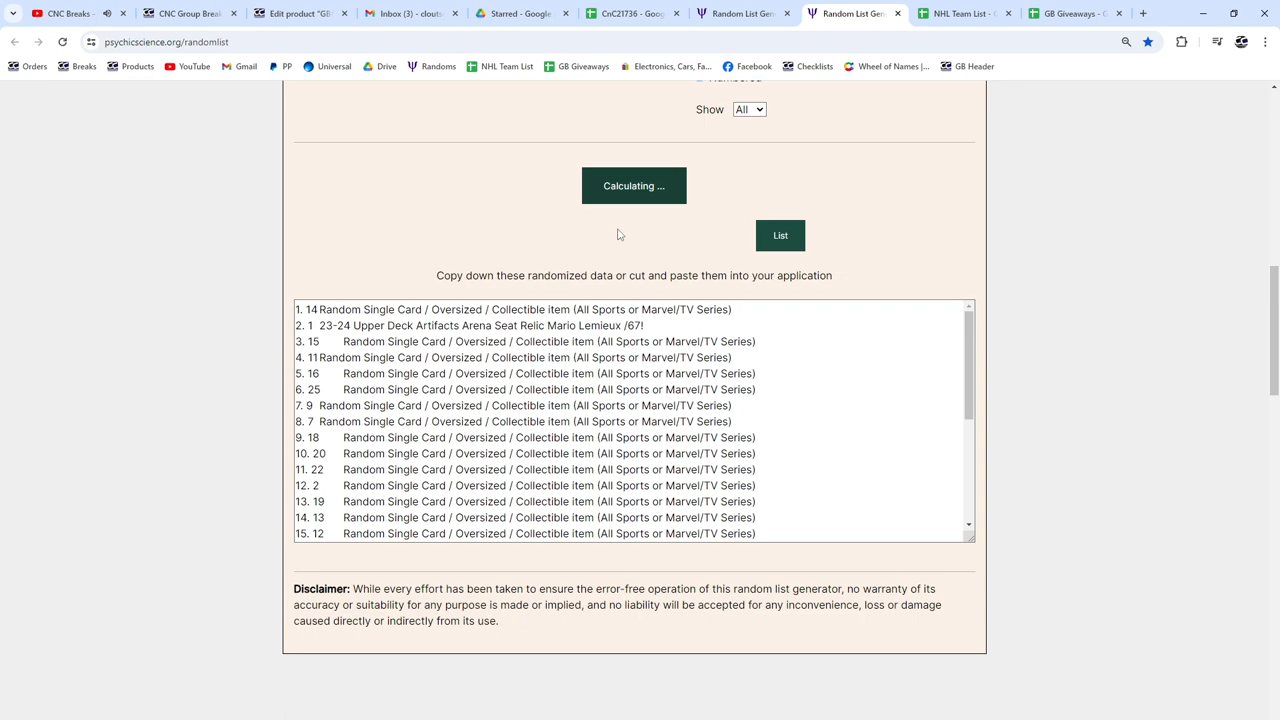 CNC Breaks
CNC Group Break
Edit product "GB
Inbox (3) - clouts
Starred - Google
CnC21736 - Goog
Random List Gen
Random List Gen
NHL Team List - G
GB Giveaways - G
psychicscience.org/randomlist
Orders
Breaks
Products
YouTube
Gmail
PP
Universal
Drive
Randoms
NHL Team List
GB Giveaways
Electronics, Cars, Fa...
Facebook
Checklists
Wheel of Names |...
GB Header
Numbered
Show All
Calculating ...
List
Copy down these randomized data or cut and paste them into your application
1. 14 Random Single Card / Oversized / Collectible item (All Sports or Marvel/TV Series)
2. 1 23-24 Upper Deck Artifacts Arena Seat Relic Mario Lemieux /67!
3. 15 Random Single Card / Oversized / Collectible item (All Sports or Marvel/TV Series)
4. 11 Random Single Card / Oversized / Collectible item (All Sports or Marvel/TV Series)
5. 16 Random Single Card / Oversized / Collectible item (All Sports or Marvel/TV Series)
6. 25 Random Single Card / Oversized / Collectible item (All Sports or Marvel/TV Series)
7. 9 Random Single Card / Oversized / Collectible item (All Sports or Marvel/TV Series)
8. 7 Random Single Card / Oversized / Collectible item (All Sports or Marvel/TV Series)
9. 18 Random Single Card / Oversized / Collectible item (All Sports or Marvel/TV Series)
10. 20 Random Single Card / Oversized / Collectible item (All Sports or Marvel/TV Series)
11. 22 Random Single Card / Oversized / Collectible item (All Sports or Marvel/TV Series)
12. 2 Random Single Card / Oversized / Collectible item (All Sports or Marvel/TV Series)
13. 19 Random Single Card / Oversized / Collectible item (All Sports or Marvel/TV Series)
14. 13 Random Single Card / Oversized / Collectible item (All Sports or Marvel/TV Series)
15. 12 Random Single Card / Oversized / Collectible item (All Sports or Marvel/TV Series)
Disclaimer: While every effort has been taken to ensure the error-free operation of this random list generator, no warranty of its
accuracy or suitability for any purpose is made or implied, and no liability will be accepted for any inconvenience, loss or damage
caused directly or indirectly from its use.